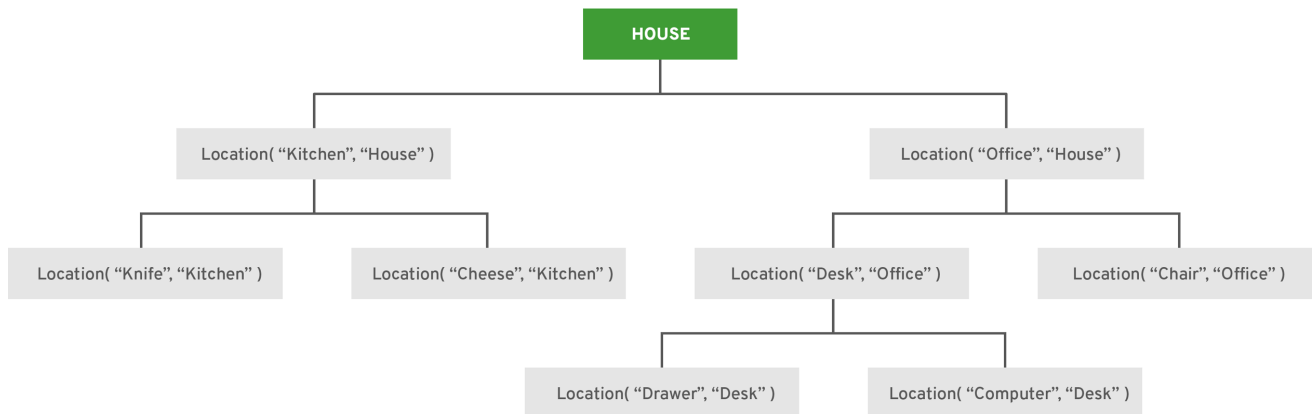 HOUSE
Location( “Kitchen”, “House” )
Location( “Office”, “House” )
Location( “Knife”, “Kitchen” )
Location( “Cheese”, “Kitchen” )
Location( “Desk”, “Office” )
Location( “Chair”, “Office” )
Location( “Drawer”, “Desk” )
Location( “Computer”, “Desk” )